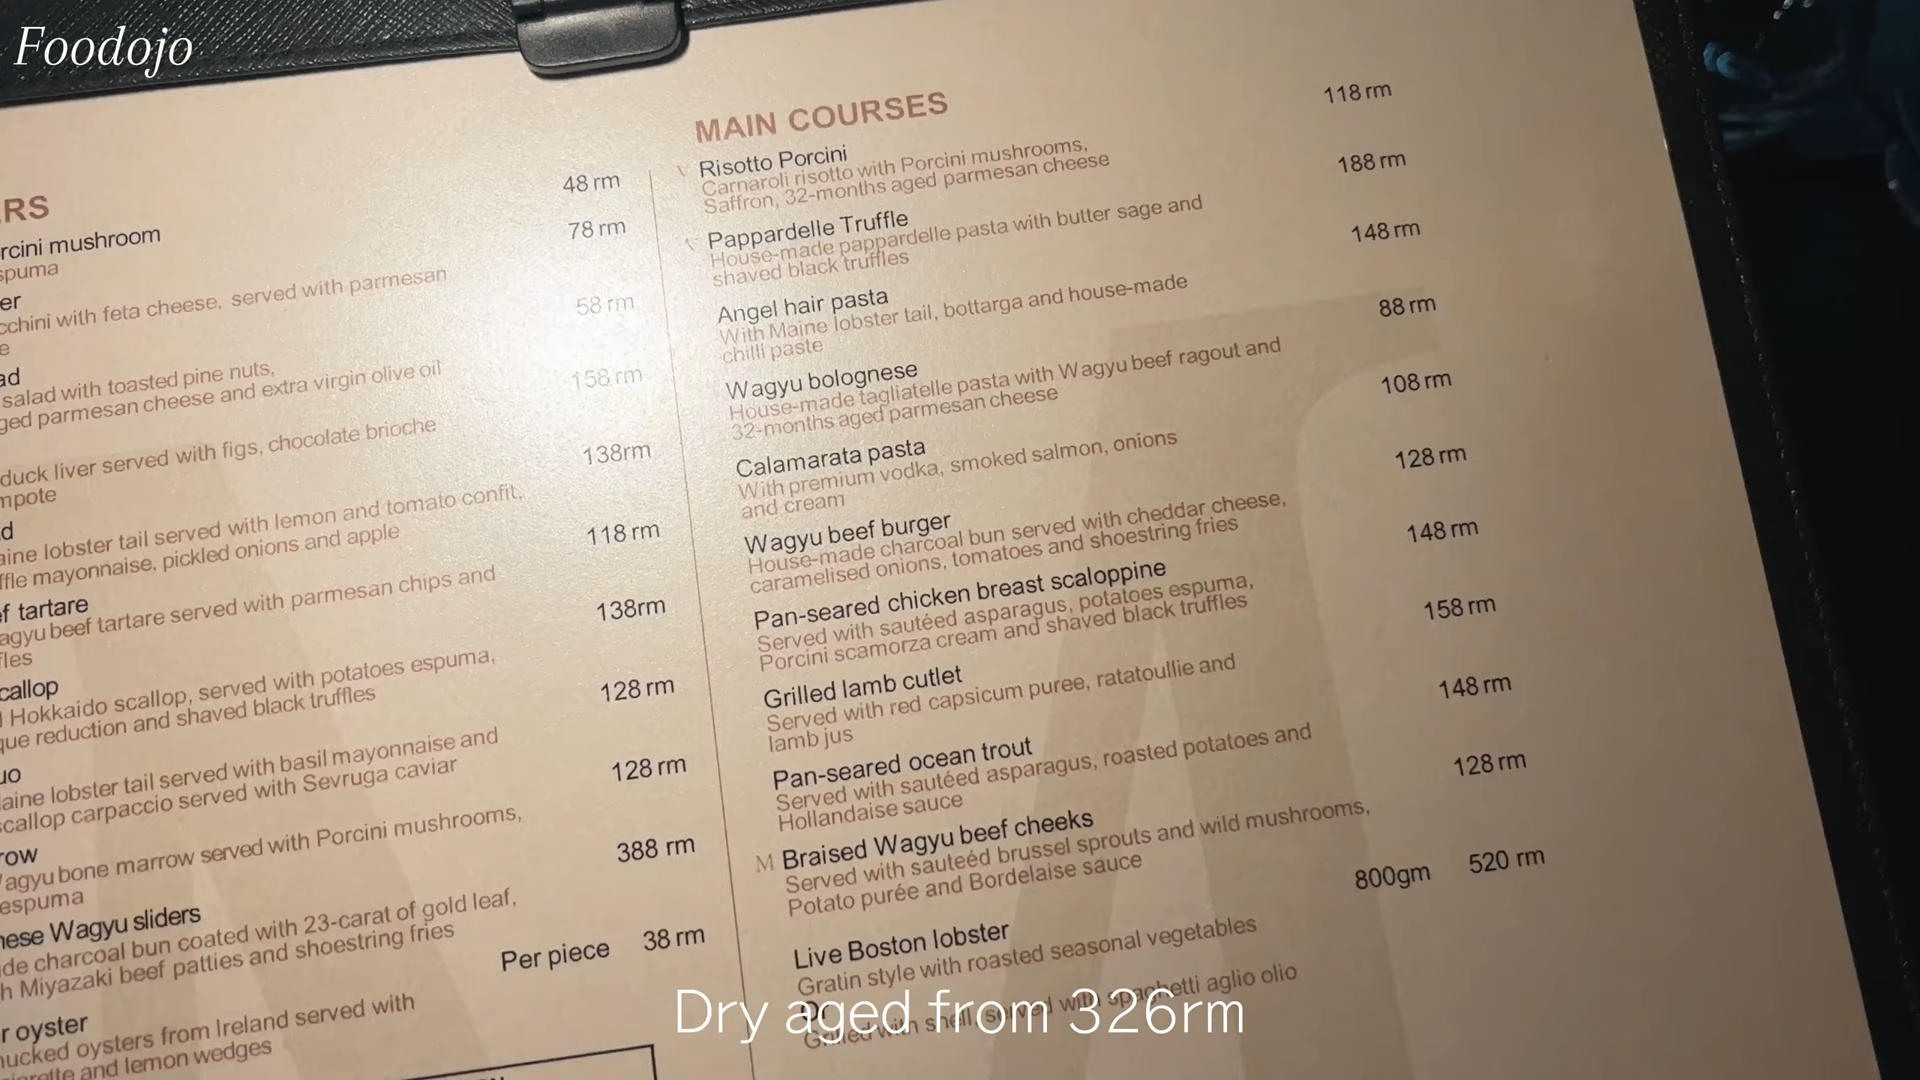 Foodojo
ERS
rcini mushroom 48 rm
spuma
er 78 rm
cchini with feta cheese, served with parmesan
e
ad 58 rm
salad with toasted pine nuts,
ged parmesan cheese and extra virgin olive oil
158 rm
duck liver served with figs, chocolate brioche
mpote
d 138rm
aine lobster tail served with lemon and tomato confit,
ffle mayonnaise, pickled onions and apple
f tartare 118 rm
agyu beef tartare served with parmesan chips and
fles
callop 138rm
Hokkaido scallop, served with potatoes espuma,
que reduction and shaved black truffles
uo 128 rm
aine lobster tail served with basil mayonnaise and
scallop carpaccio served with Sevruga caviar
row 128 rm
Wagyu bone marrow served with Porcini mushrooms,
espuma
nese Wagyu sliders 388 rm
de charcoal bun coated with 23-carat of gold leaf,
h Miyazaki beef patties and shoestring fries
r oyster Per piece 38 rm
hucked oysters from Ireland served with
and lemon wedges
MAIN COURSES
Risotto Porcini 118 rm
Carnaroli risotto with Porcini mushrooms,
Saffron, 32-months aged parmesan cheese
Pappardelle Truffle 188 rm
House-made pappardelle pasta with butter sage and
shaved black truffles
Angel hair pasta 148 rm
With Maine lobster tail, bottarga and house-made
chilli paste
Wagyu bolognese 88 rm
House-made tagliatelle pasta with Wagyu beef ragout and
32-months aged parmesan cheese
Calamarata pasta 108 rm
With premium vodka, smoked salmon, onions
and cream
Wagyu beef burger 128 rm
House-made charcoal bun served with cheddar cheese,
caramelised onions, tomatoes and shoestring fries
Pan-seared chicken breast scaloppine 148 rm
Served with sautéed asparagus, potatoes espuma,
Porcini scamorza cream and shaved black truffles
Grilled lamb cutlet 158 rm
Served with red capsicum puree, ratatoullie and
lamb jus
Pan-seared ocean trout 148 rm
Served with sautéed asparagus, roasted potatoes and
Hollandaise sauce
M Braised Wagyu beef cheeks 128 rm
Served with sauteéd brussel sprouts and wild mushrooms,
Potato purée and Bordelaise sauce
Live Boston lobster 800gm 520 rm
Gratin style with roasted seasonal vegetables
Or
Grilled with shell, served with spaghetti aglio olio
Dry aged from 326rm